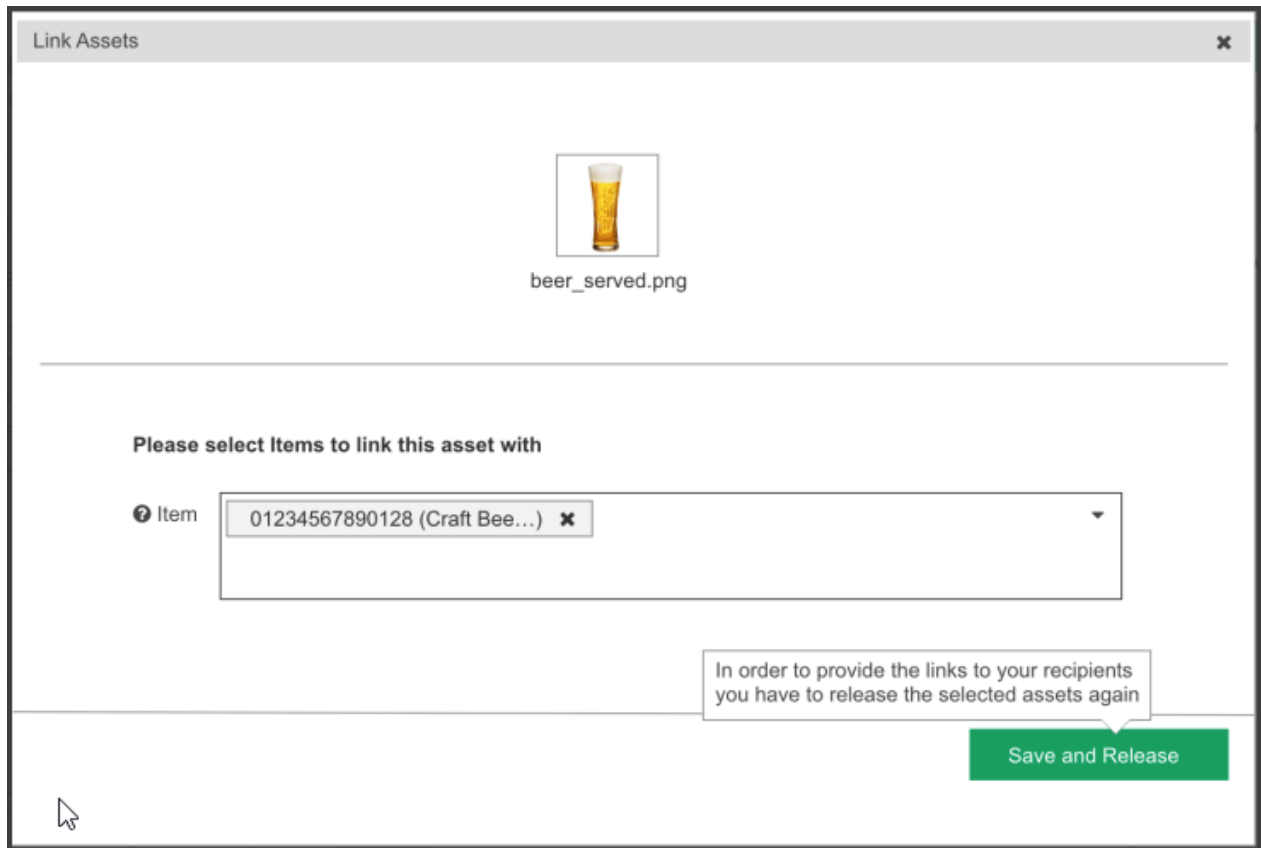 Link Assets
beer_served.png
Please select Items to link this asset with
Item
01234567890128 (Craft Bee...)
In order to provide the links to your recipients
you have to release the selected assets again
Save and Release